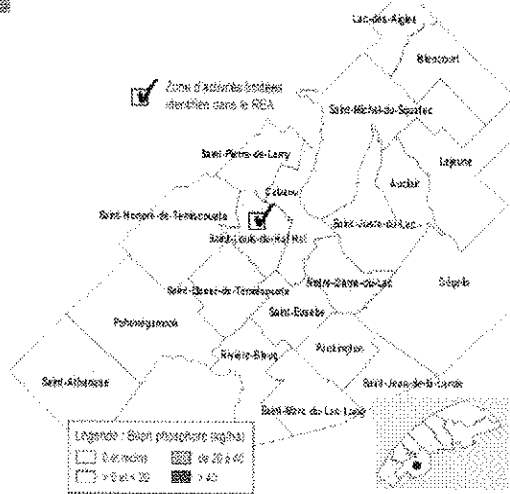 Lac-des-Aigles
Biencourt
Zone d'activités limitées
identifiée dans le REA
Saint-Michel-du-Squatec
Saint-Pierre-de-Lamy
Lejeune
Auclair
Cabano
Saint-Honoré-de-Témiscouata
Saint-Juste-du-Lac
Saint-Louis-du-Ha! Ha!
Notre-Dame-du-Lac
Dégelis
Saint-Elzéar-de-Témiscouata
Saint-Eusèbe
Pohénégamook
Packington
Rivière-Bleue
Saint-Athanase
Saint-Jean-de-la-Lande
Saint-Marc-du-Lac-Long
Légende : Bilan phosphore (kg/ha)
0 et moins
de 20 à 40
> 0 et < 20
> 40